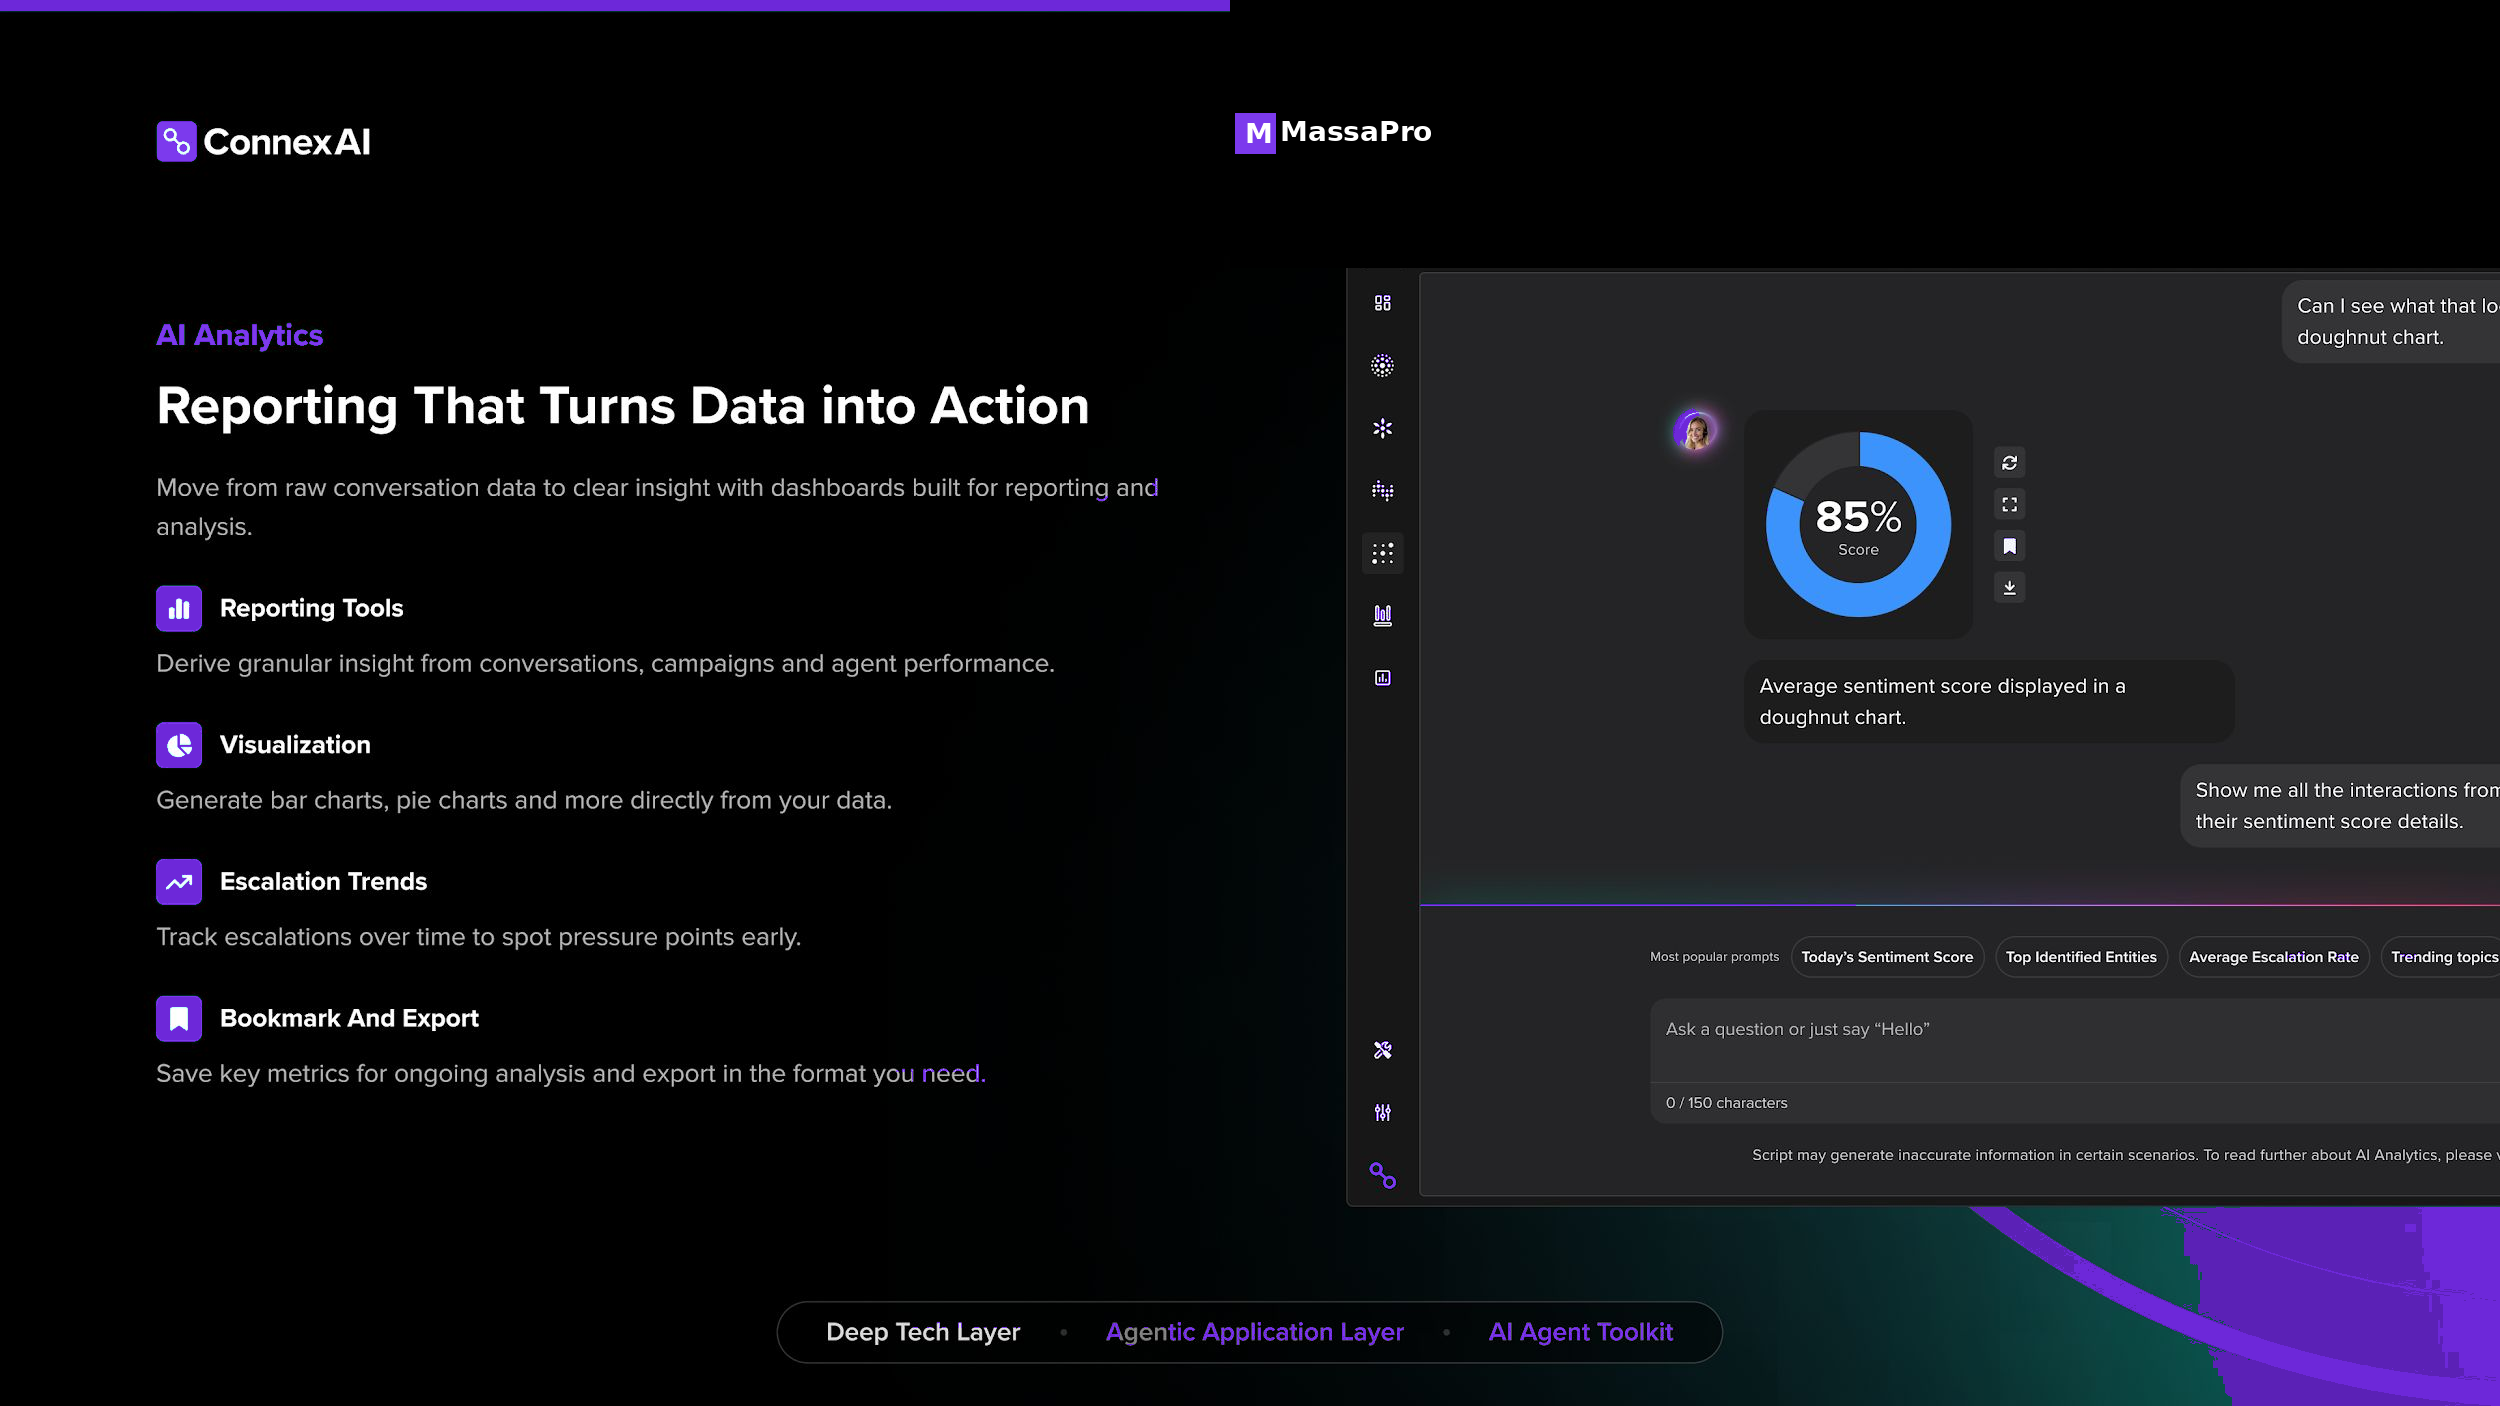 ConnexAI
M MassaPro
AI Analytics
Reporting That Turns Data into Action
Move from raw conversation data to clear insight with dashboards built for reporting and
analysis.
Reporting Tools
Derive granular insight from conversations, campaigns and agent performance.
Visualization
Generate bar charts, pie charts and more directly from your data.
Escalation Trends
Track escalations over time to spot pressure points early.
Bookmark And Export
Save key metrics for ongoing analysis and export in the format you need.
Can I see what that lo
doughnut chart.
85%
Score
Average sentiment score displayed in a
doughnut chart.
Show me all the interactions from
their sentiment score details.
Most popular prompts
Today's Sentiment Score
Top Identified Entities
Average Escalation Rate
Trending topics
Ask a question or just say “Hello”
0 / 150 characters
Script may generate inaccurate information in certain scenarios. To read further about AI Analytics, please
Deep Tech Layer • Agentic Application Layer • AI Agent Toolkit